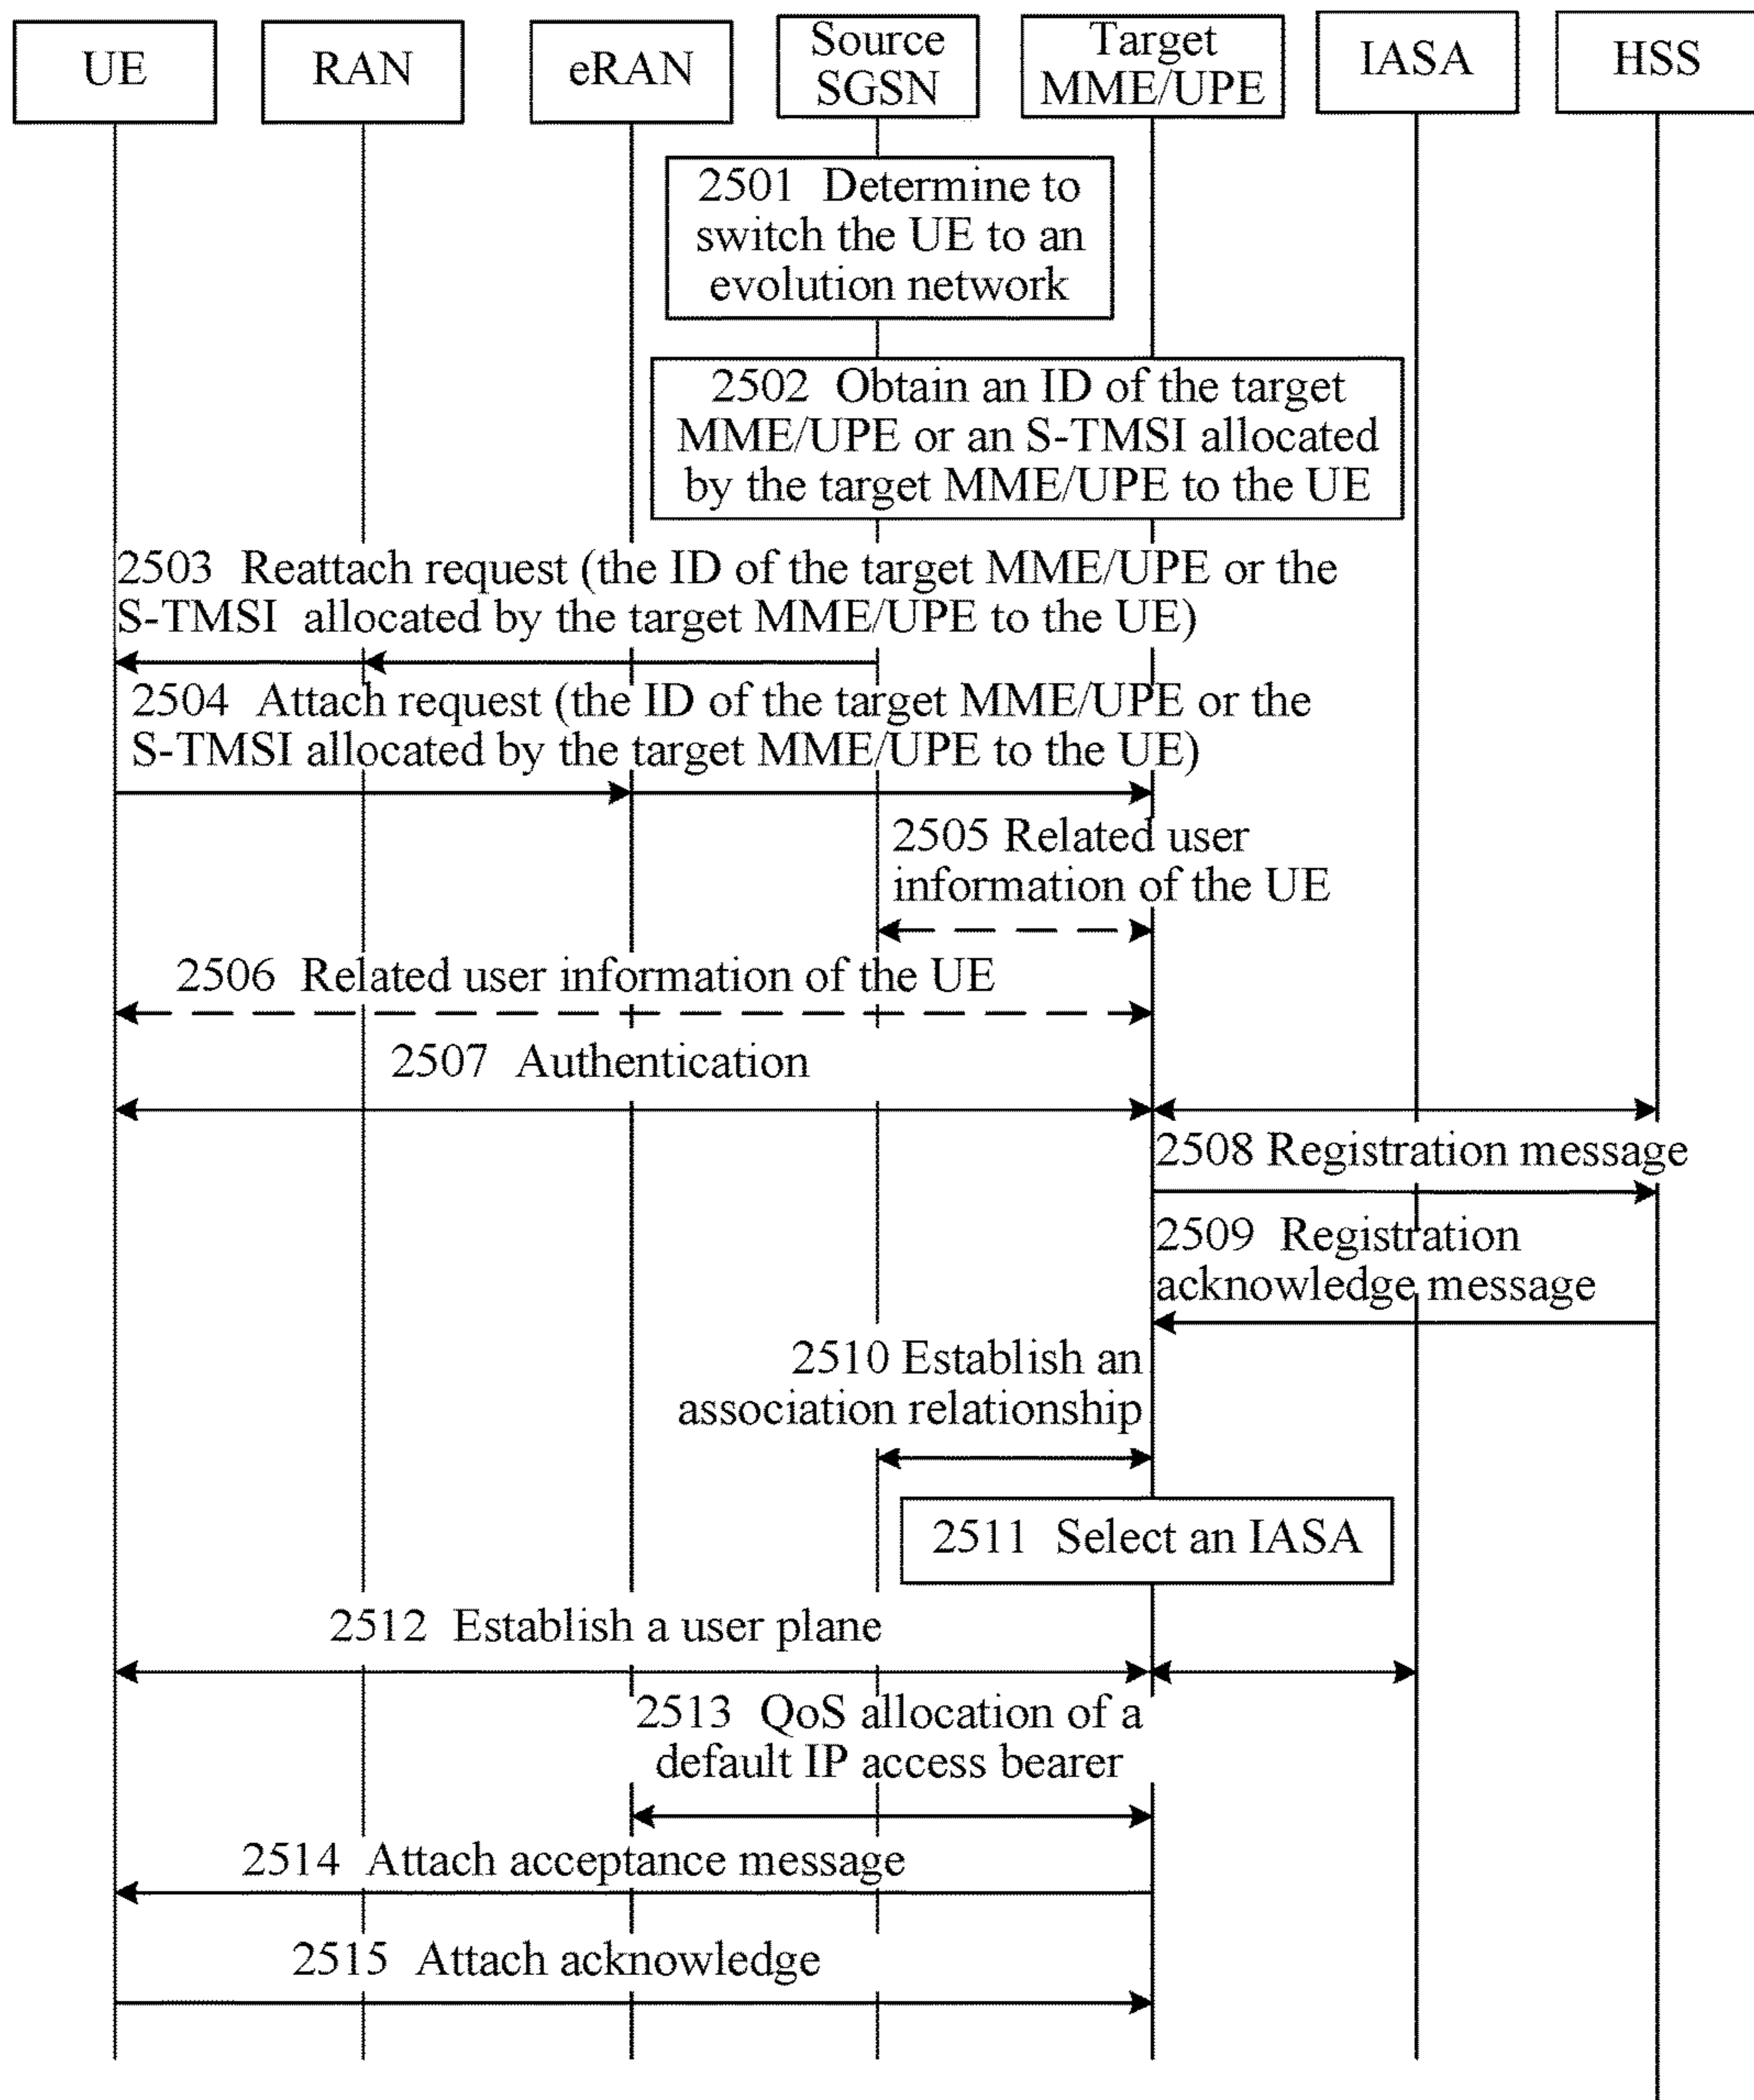 UE
RAN
eRAN
Source
SGSN
Target
MME/UPE
IASA
HSS
2501 Determine to
switch the UE to an
evolution network
2502 Obtain an ID of the target
MME/UPE or an S-TMSI allocated
by the target MME/UPE to the UE
2503 Reattach request (the ID of the target MME/UPE or the
S-TMSI allocated by the target MME/UPE to the UE)
2504 Attach request (the ID of the target MME/UPE or the
S-TMSI allocated by the target MME/UPE to the UE)
2505 Related user
information of the UE
2506 Related user information of the UE
2507 Authentication
2508 Registration message
2509 Registration
acknowledge message
2510 Establish an
association relationship
2511 Select an IASA
2512 Establish a user plane
2513 QoS allocation of a
default IP access bearer
2514 Attach acceptance message
2515 Attach acknowledge